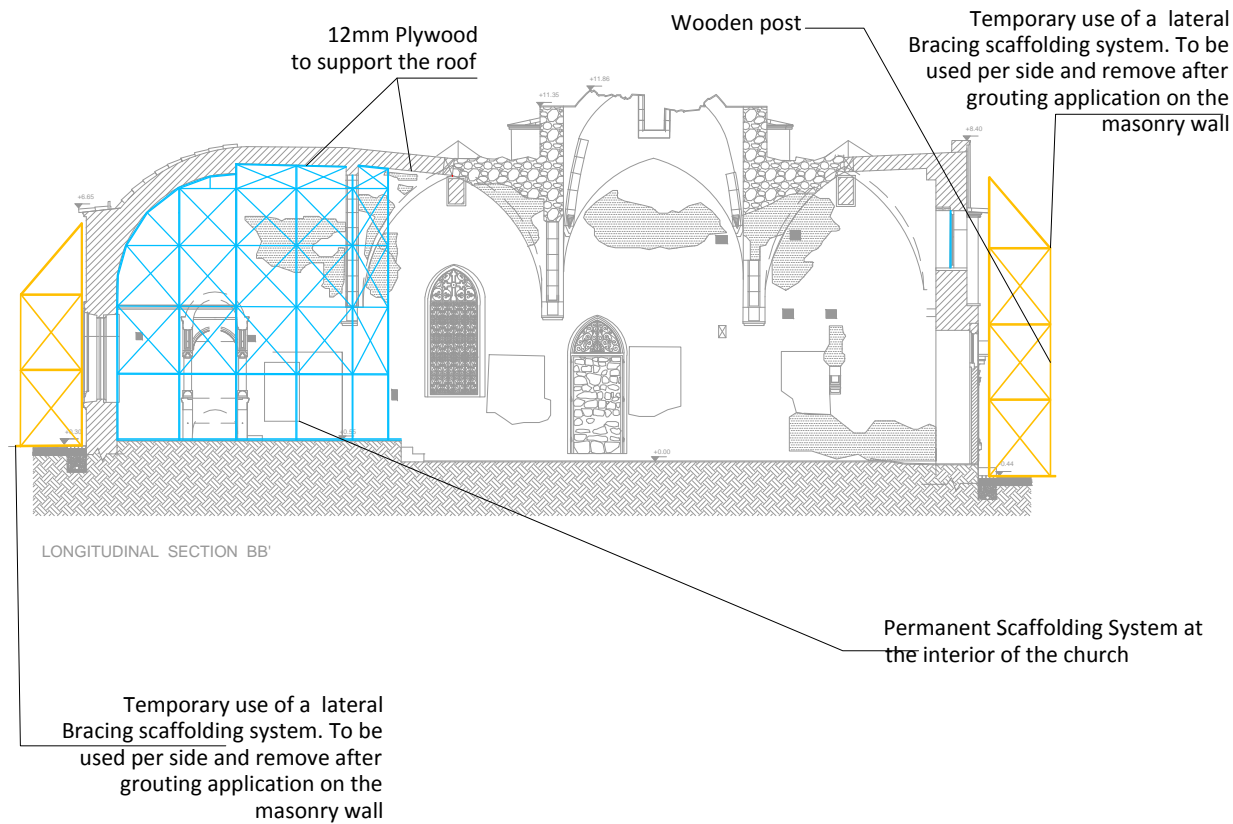 12mm Plywood
to support the roof
Wooden post
Temporary use of a lateral
Bracing scaffolding system. To be
used per side and remove after
grouting application on the
masonry wall
+11.86
+11.35
+8.40
+6.65
+0.00
LONGITUDINAL SECTION BB'
Permanent Scaffolding System at
the interior of the church
Temporary use of a lateral
Bracing scaffolding system. To be
used per side and remove after
grouting application on the
masonry wall